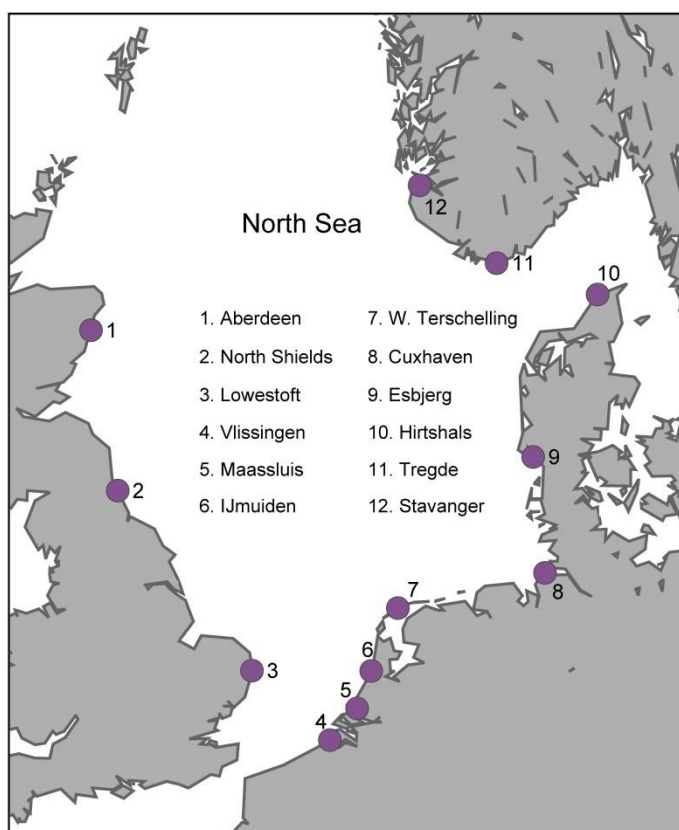 12
North Sea
11
10
1
1. Aberdeen
2. North Shields
3. Lowestoft
4. Vlissingen
5. Maassluis
6. IJmuiden
7. W. Terschelling
8. Cuxhaven
9. Esbjerg
10. Hirtshals
11. Tregde
12. Stavanger
9
2
8
7
6
3
5
4